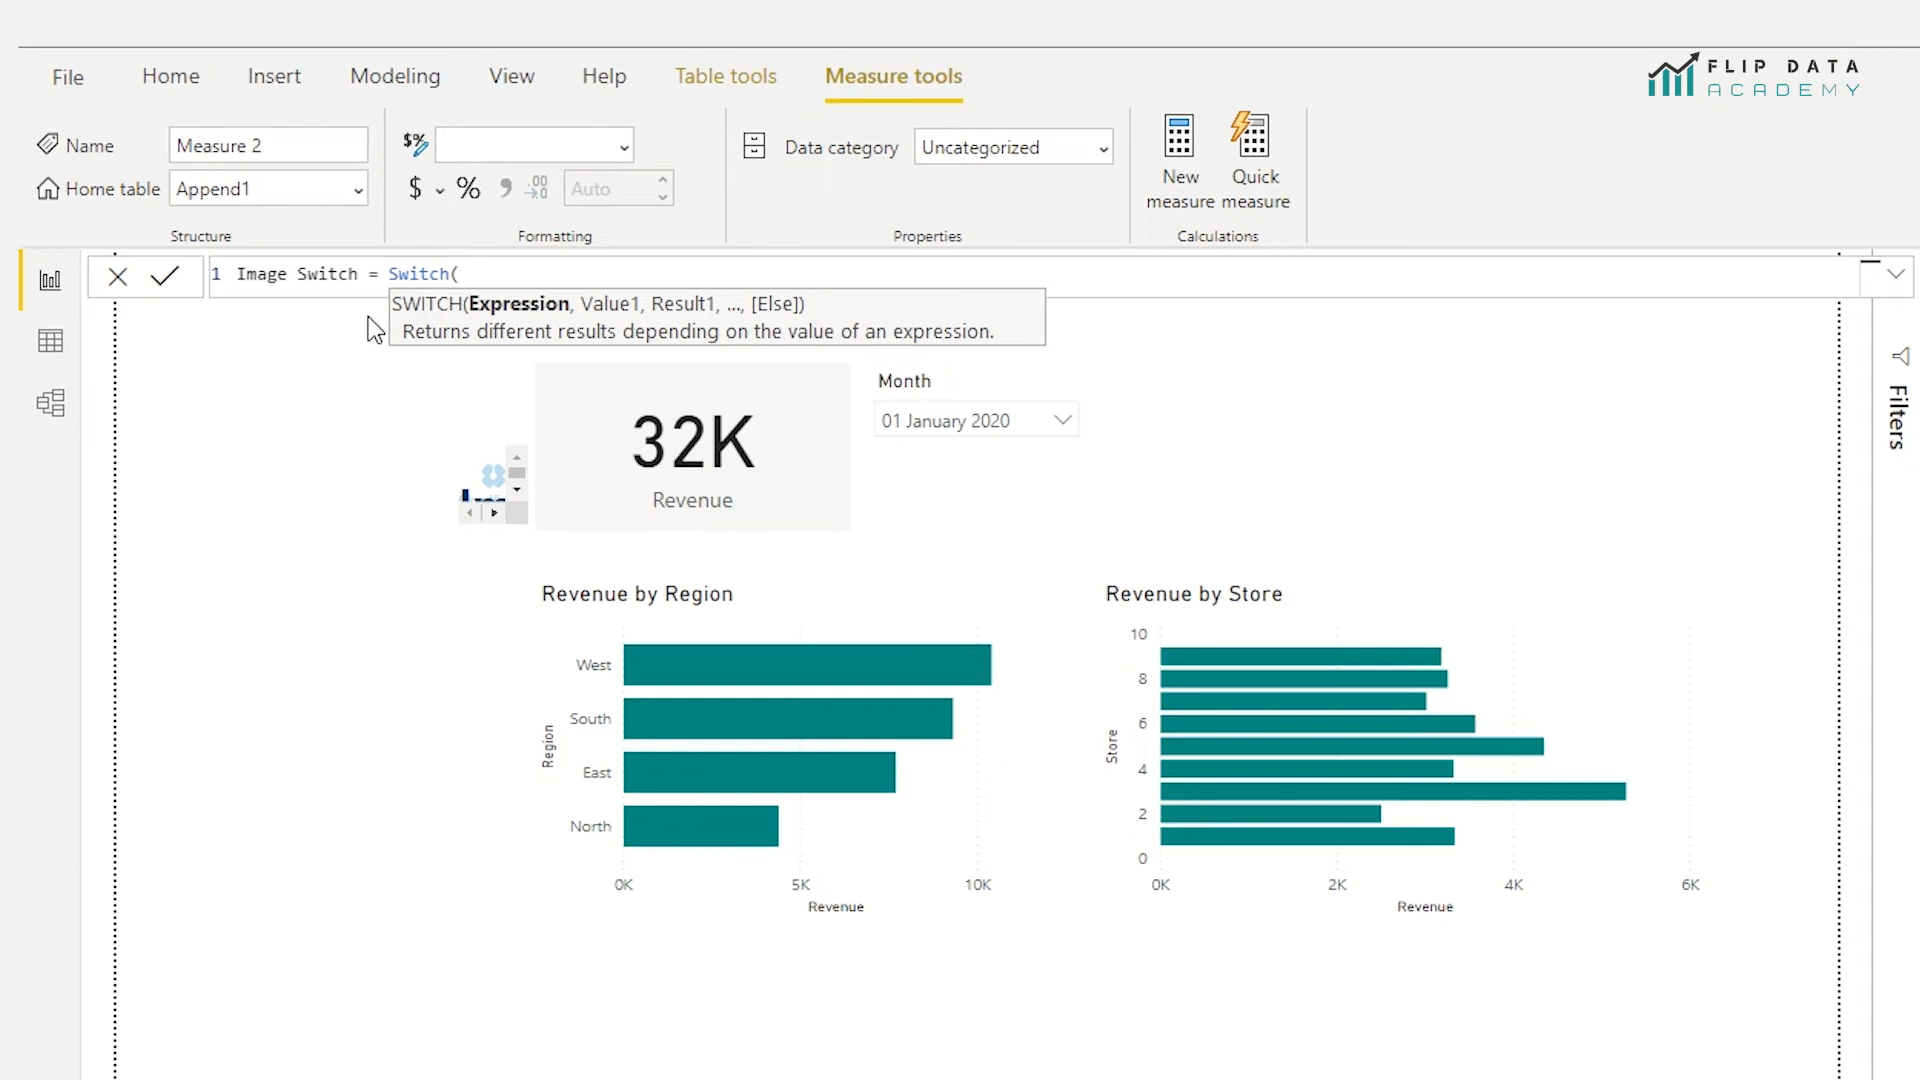 File Home Insert Modeling View Help Table tools Measure tools
FLIP DATA
ACADEMY
Name Measure 2
Home table Append1
$%
$ % 9 .00 →.0 Auto
Data category Uncategorized
New measure
Quick measure
Structure Formatting Properties Calculations
1 Image Switch = Switch(
SWITCH(Expression, Value1, Result1, ..., [Else])
Returns different results depending on the value of an expression.
Filters
32K
Revenue
Month
01 January 2020
Revenue by Region
Region
West
South
East
North
0K 5K 10K
Revenue
Revenue by Store
Store
10
8
6
4
2
0
0K 2K 4K 6K
Revenue